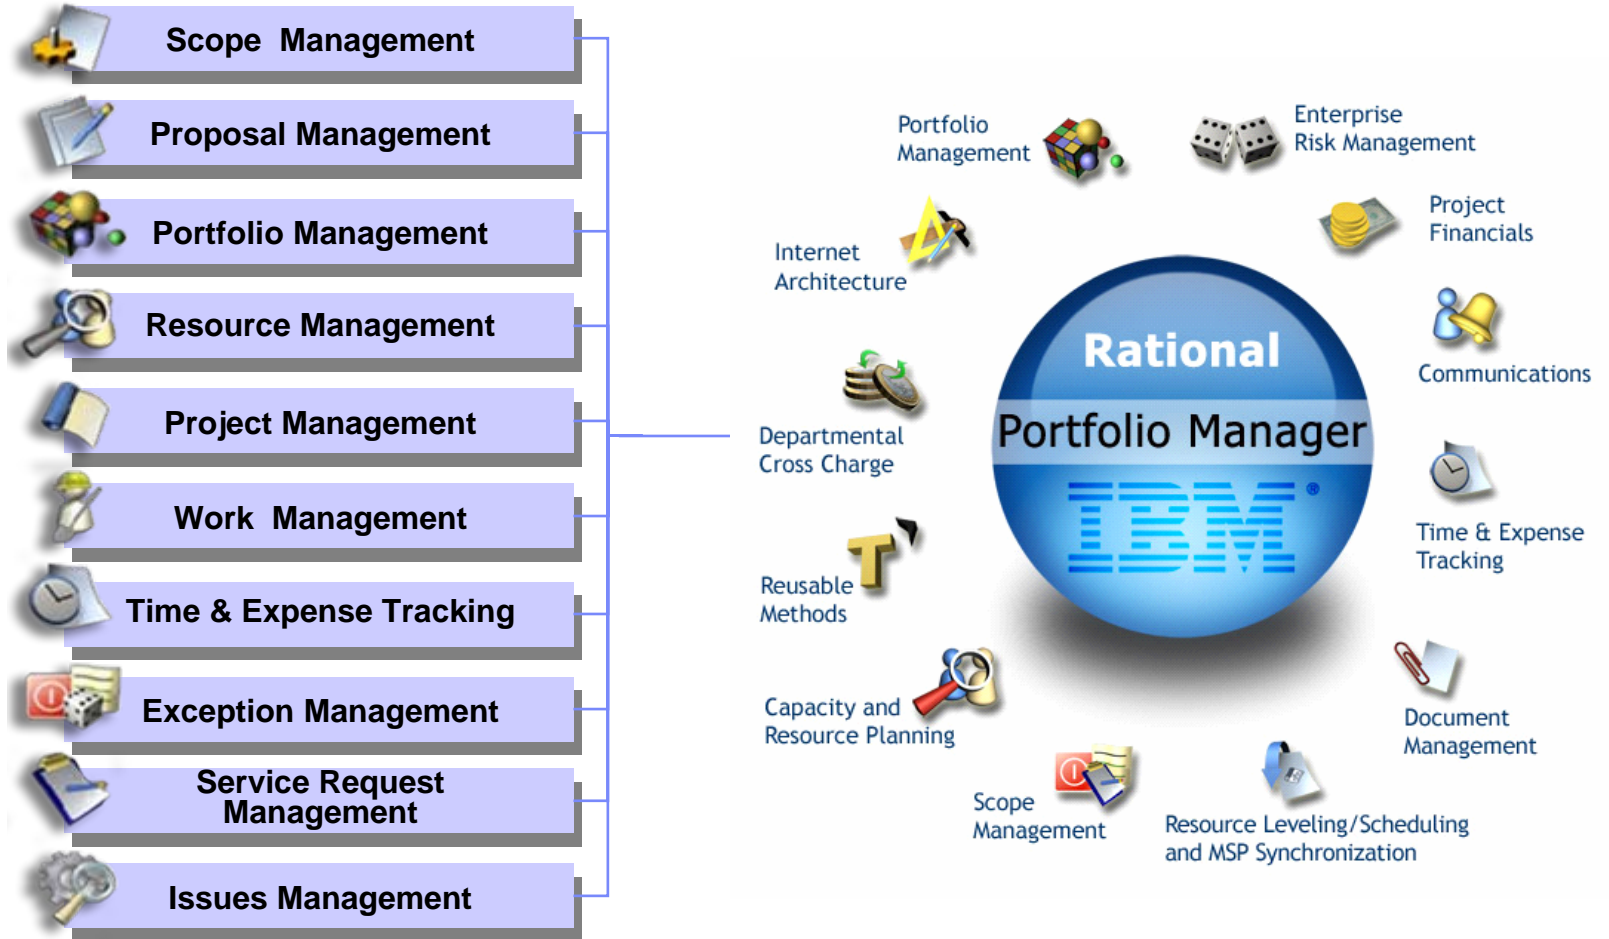 Scope Management
Proposal Management
Portfolio Management
Resource Management
Project Management
Work Management
Time & Expense Tracking
Exception Management
Service Request
Management
Issues Management
Portfolio
Management
Enterprise
Risk Management
Internet
Architecture
Project
Financials
Communications
Departmental
Cross Charge
Time & Expense
Tracking
Reusable
Methods
Capacity and
Resource Planning
Document
Management
Scope
Management
Resource Leveling/Scheduling
and MSP Synchronization
Rational
Portfolio Manager
IBM®